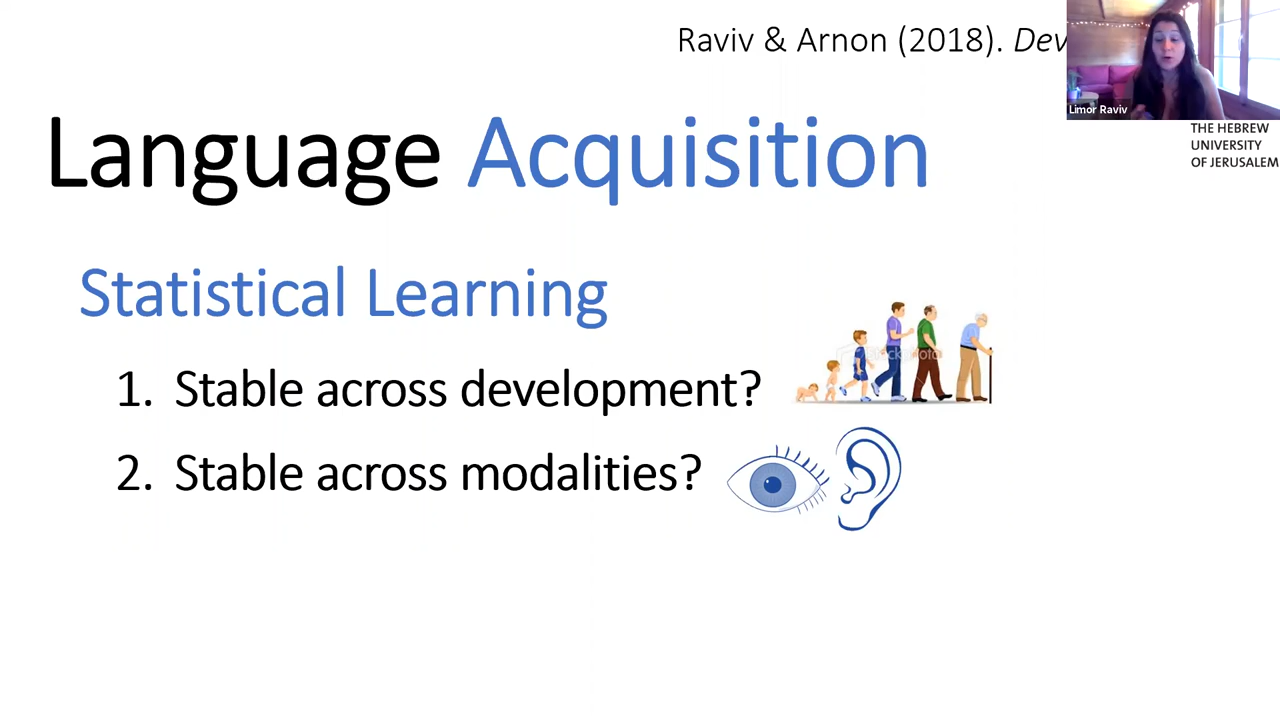 Raviv & Arnon (2018). Dev
Limor Raviv
THE HEBREW
UNIVERSITY
OF JERUSALEM
Language Acquisition
Statistical Learning
1. Stable across development?
2. Stable across modalities?